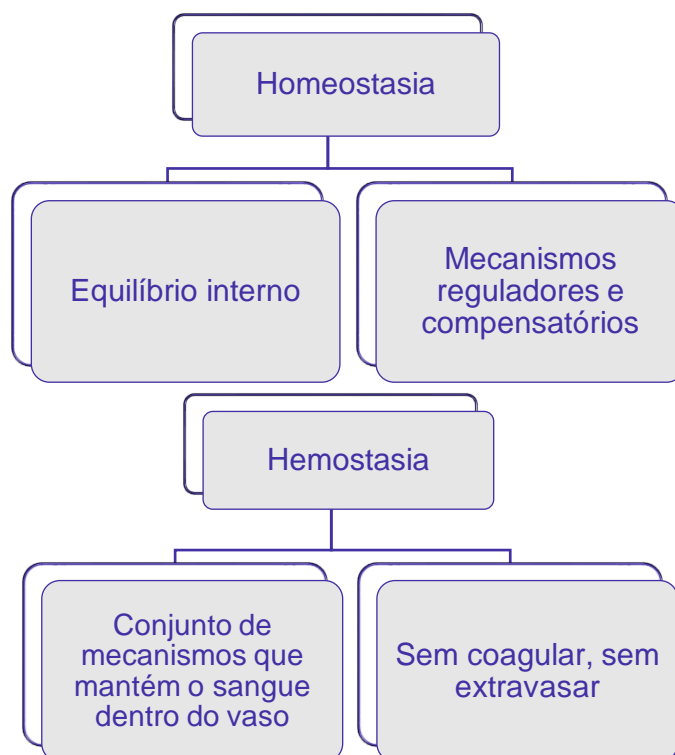 Homeostasia
Equilíbrio interno
Mecanismos
reguladores e
compensatórios
Hemostasia
Conjunto de
mecanismos que
mantém o sangue
dentro do vaso
Sem coagular, sem
extravasar